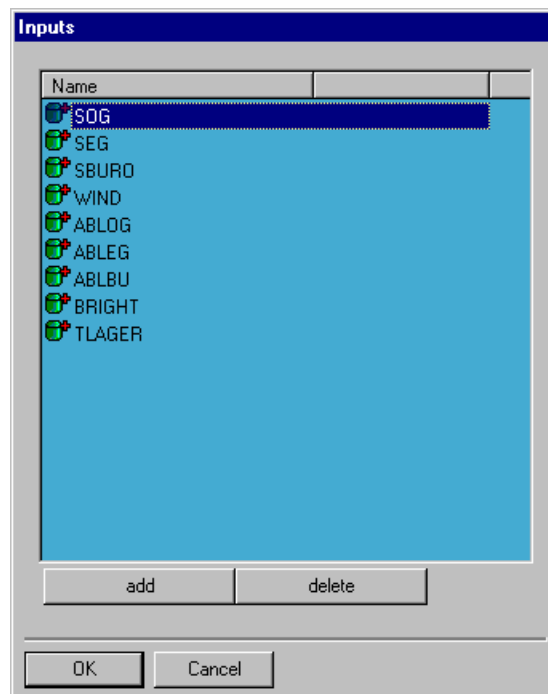 Inputs
Name
SOG
SEG
SBURO
WIND
ABLOG
ABLEG
ABLBU
BRIGHT
TLAGER
add delete
OK Cancel